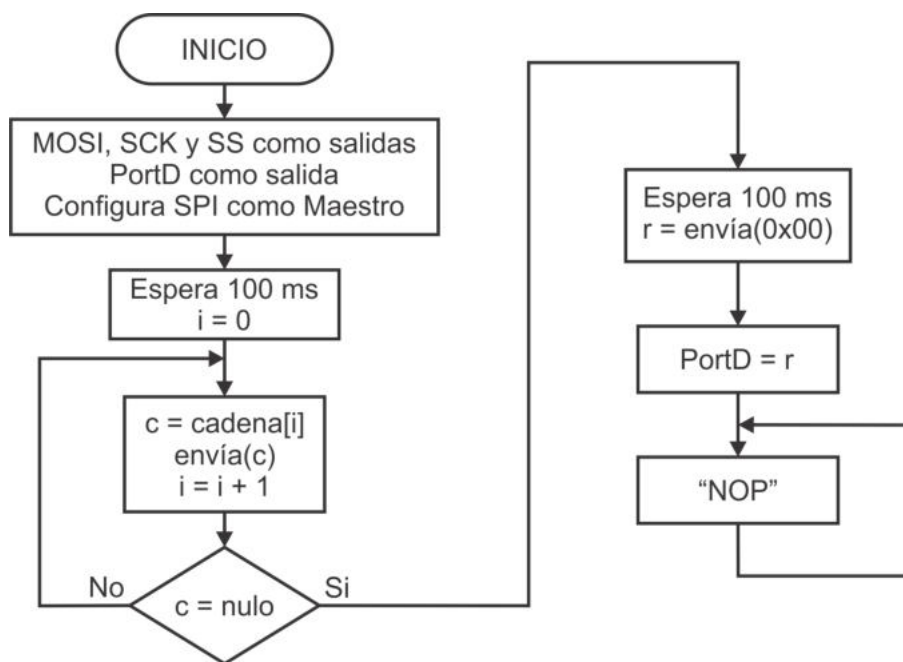 INICIO
MOSI, SCK y SS como salidas
PortD como salida
Configura SPI como Maestro
Espera 100 ms
i = 0
c = cadena[i]
envía(c)
i = i + 1
No
c = nulo
Si
Espera 100 ms
r = envía(0x00)
PortD = r
“NOP”